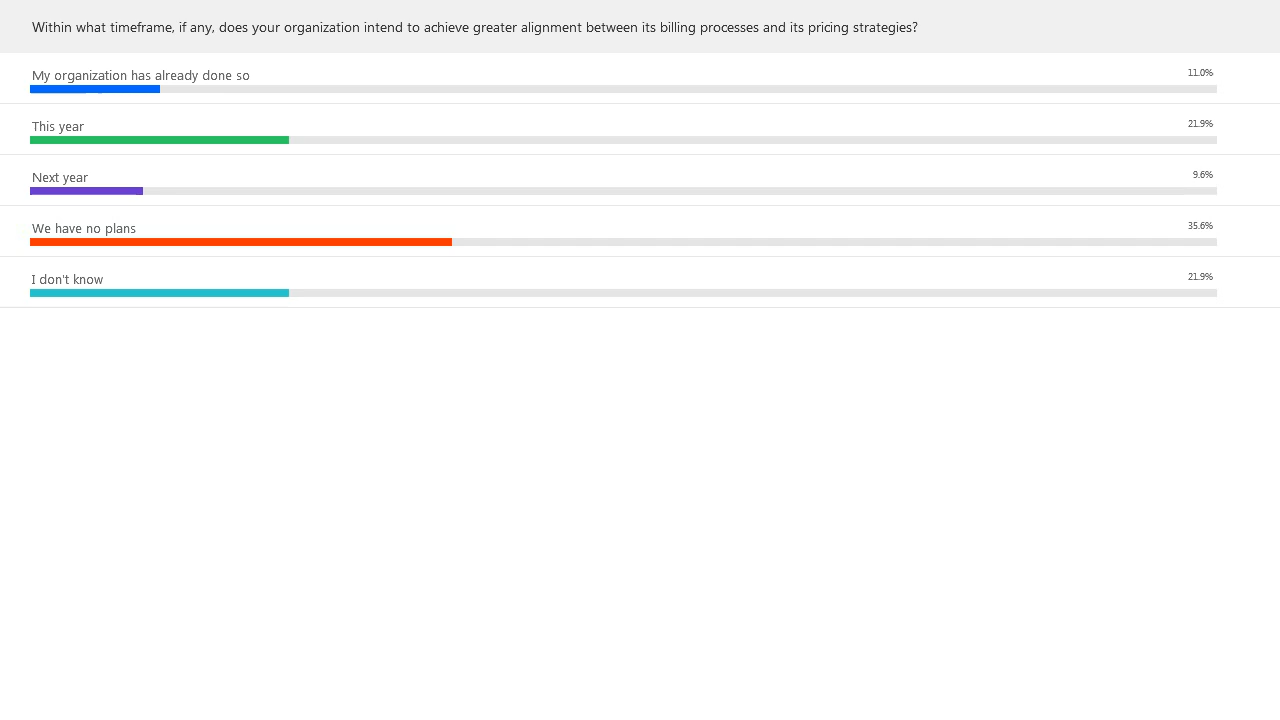 Within what timeframe, if any, does your organization intend to achieve greater alignment between its billing processes and its pricing strategies?
My organization has already done so
11.0%
This year
21.9%
Next year
9.6%
We have no plans
35.6%
I don't know
21.9%